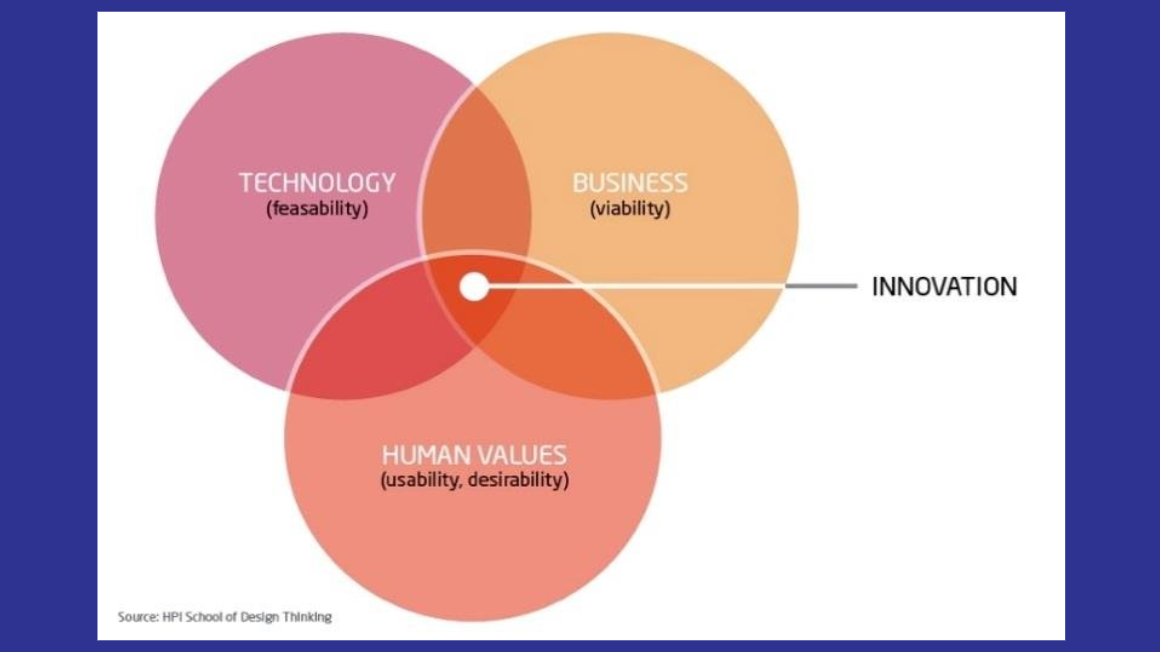 TECHNOLOGY
(feasability)
BUSINESS
(viability)
INNOVATION
HUMAN VALUES
(usability, desirability)
Source: HPI School of Design Thinking